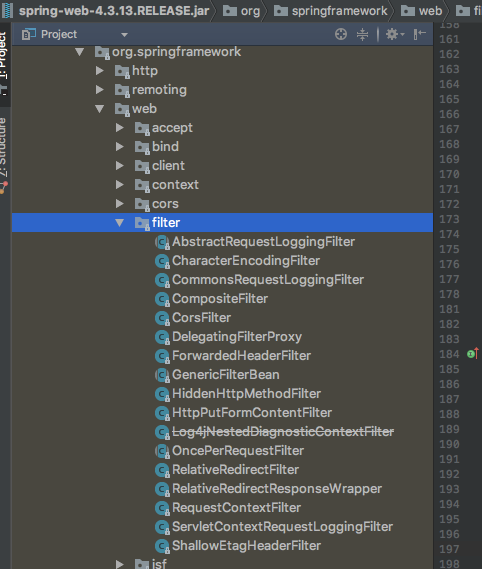 spring-web-4.3.13.RELEASE.jar org springframework web fi
Project
1: Project
7: Structure
org.springframework
http
remoting
web
accept
bind
client
context
cors
filter
AbstractRequestLoggingFilter
CharacterEncodingFilter
CommonsRequestLoggingFilter
CompositeFilter
CorsFilter
DelegatingFilterProxy
ForwardedHeaderFilter
GenericFilterBean
HiddenHttpMethodFilter
HttpPutFormContentFilter
Log4jNestedDiagnosticContextFilter
OncePerRequestFilter
RelativeRedirectFilter
RelativeRedirectResponseWrapper
RequestContextFilter
ServletContextRequestLoggingFilter
ShallowEtagHeaderFilter
jsf
158
161
162
163
164
165
166
167
168
169
170
171
172
173
174
175
176
177
178
181
182
183
184
185
186
187
188
189
190
191
192
193
194
195
196
197
198